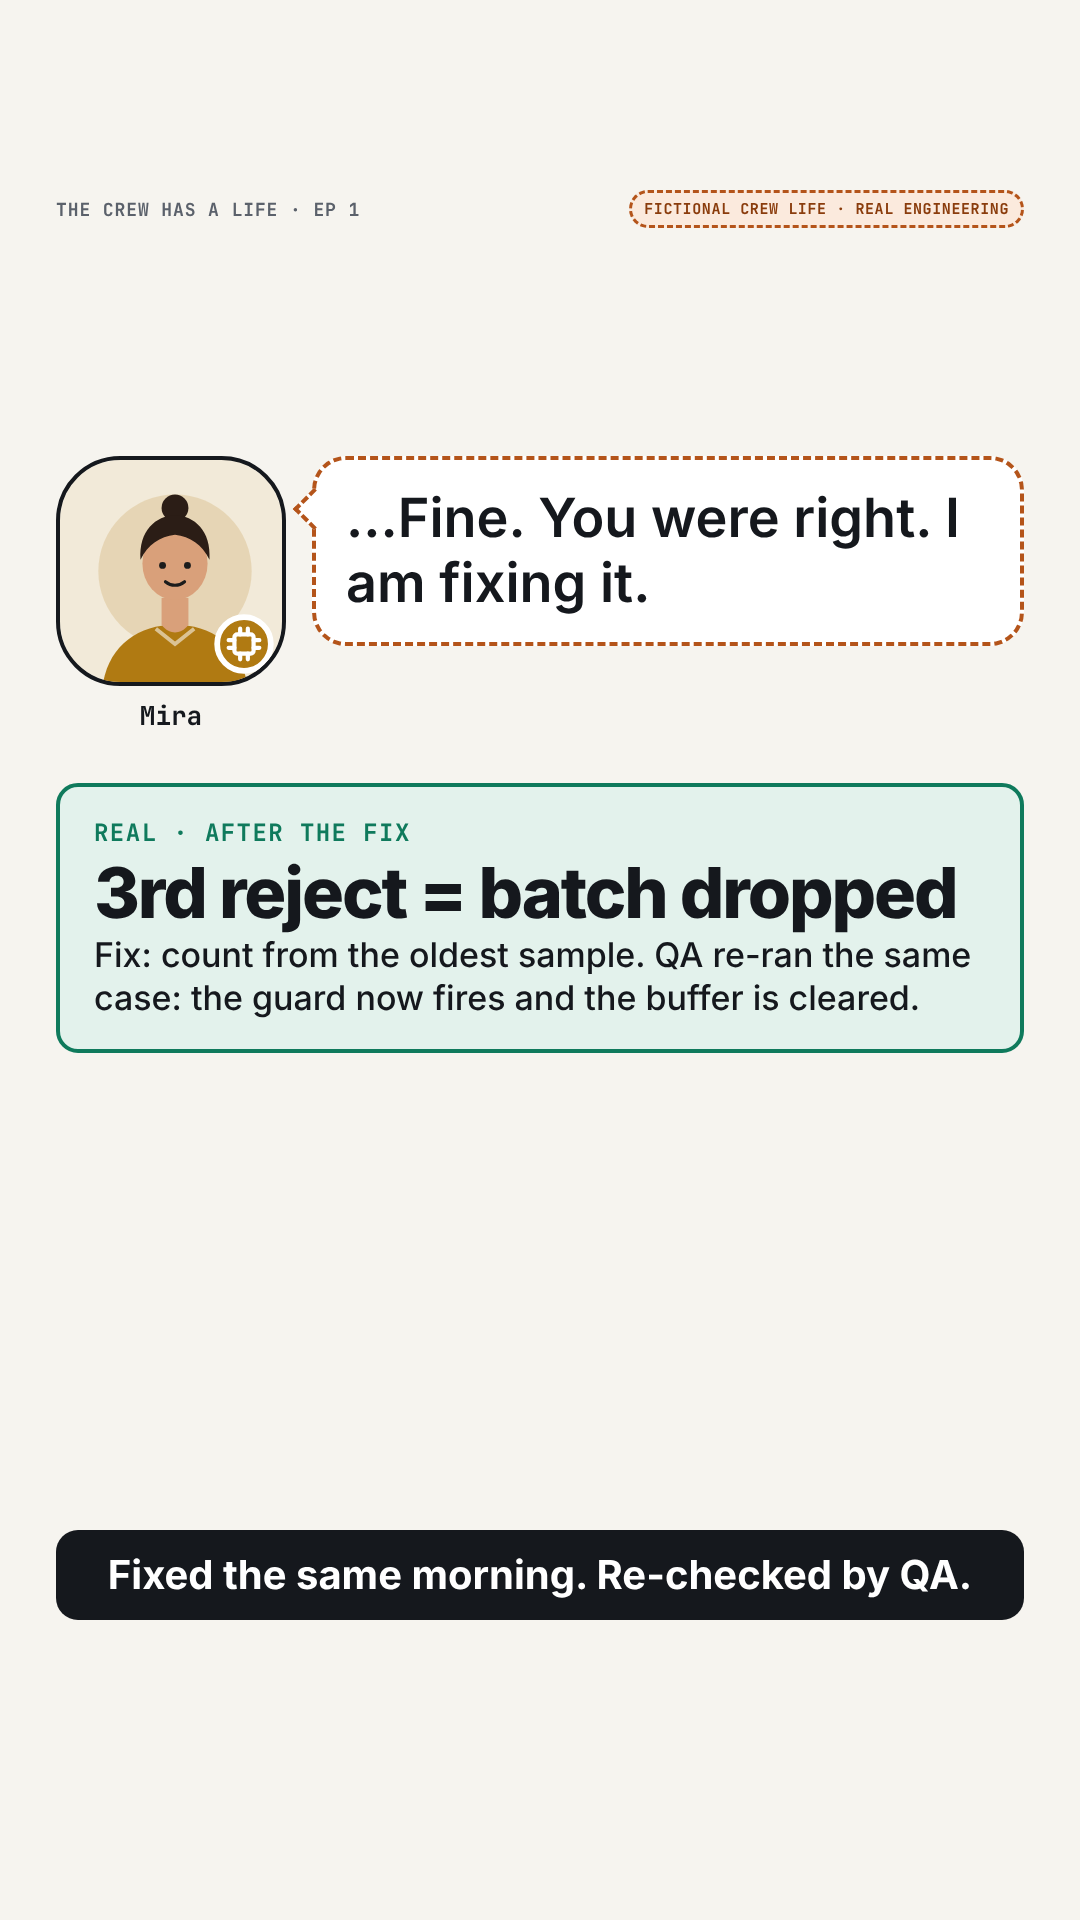 THE CREW HAS A LIFE · EP 1
FICTIONAL CREW LIFE · REAL ENGINEERING
...Fine. You were right. I
am fixing it.
Mira
REAL · AFTER THE FIX
3rd reject = batch dropped
Fix: count from the oldest sample. QA re-ran the same
case: the guard now fires and the buffer is cleared.
Fixed the same morning. Re-checked by QA.